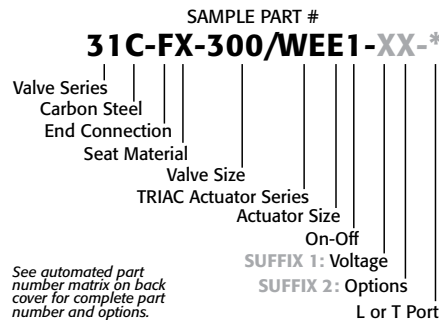 SAMPLE PART #
31C-FX-300/WEE1-XX-*
Valve Series
Carbon Steel
End Connection
Seat Material
Valve Size
TRIAC Actuator Series
Actuator Size
On-Off
SUFFIX 1: Voltage
SUFFIX 2: Options
L or T Port
See automated part
number matrix on back
cover for complete part
number and options.